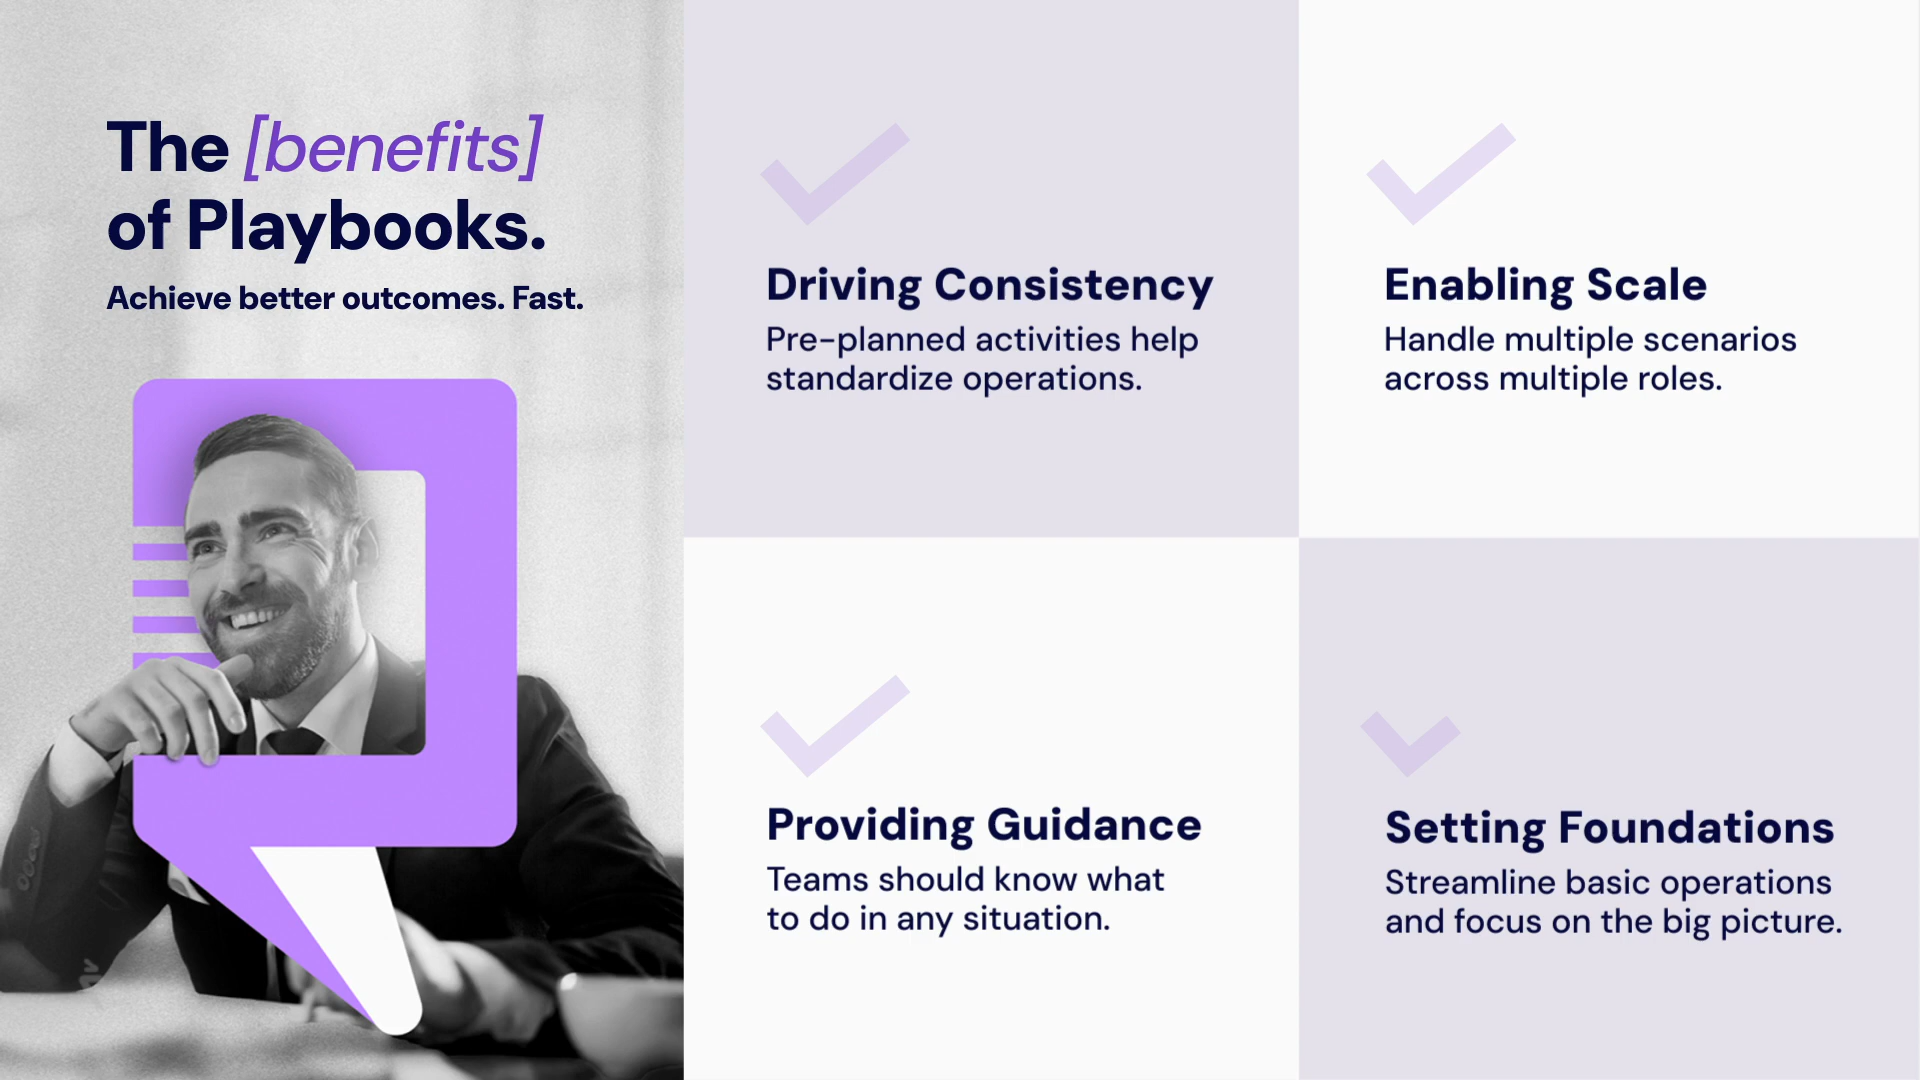 The [benefits]
of Playbooks.
Achieve better outcomes. Fast.
Driving Consistency
Pre-planned activities help
standardize operations.
Enabling Scale
Handle multiple scenarios
across multiple roles.
Providing Guidance
Teams should know what
to do in any situation.
Setting Foundations
Streamline basic operations
and focus on the big picture.